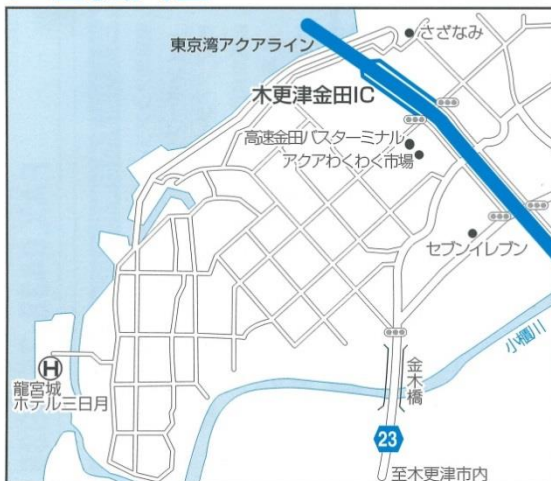 さざなみ
東京湾アクアライン
木更津金田IC
高速金田バスターミナル
アクアわくわく市場
セブンイレブン
小櫃川
金木橋
H
龍宮城
ホテル三日月
23
至木更津市内